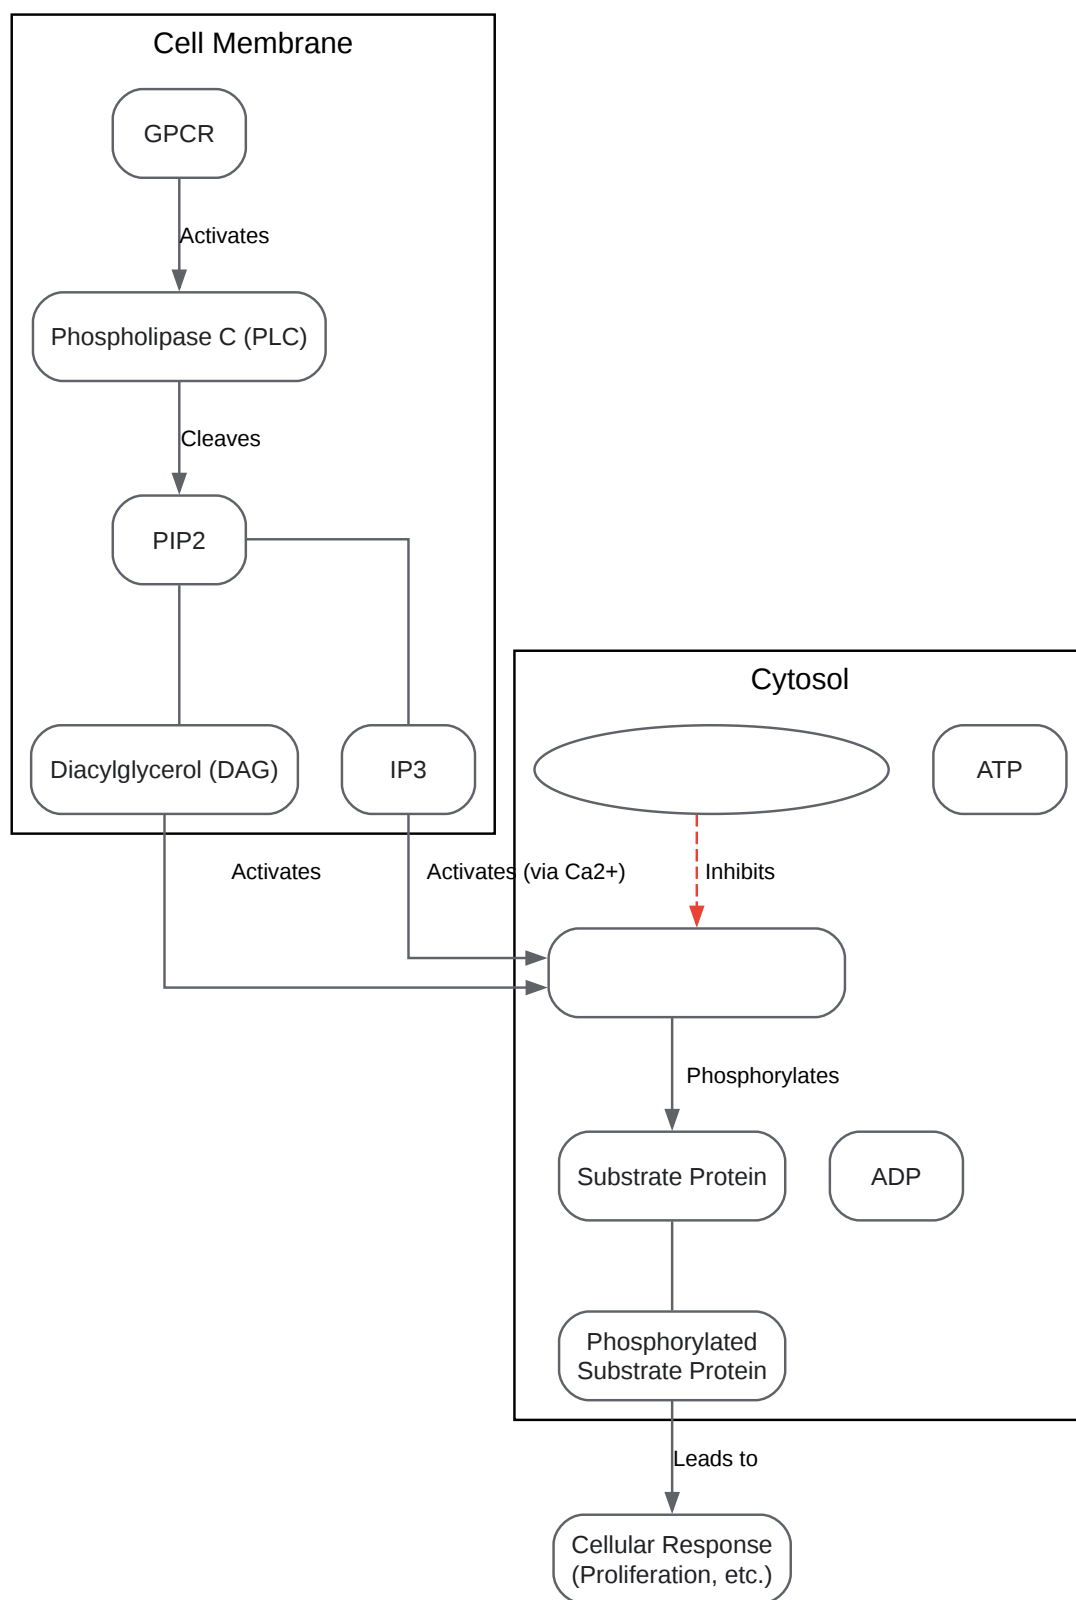 Cell Membrane
GPCR
Activates
Phospholipase C (PLC)
Cleaves
PIP2
Diacylglycerol (DAG)
IP3
Activates
Activates (via Ca2+)
Cytosol
ATP
Inhibits
Phosphorylates
Substrate Protein
ADP
Phosphorylated
Substrate Protein
Leads to
Cellular Response
(Proliferation, etc.)